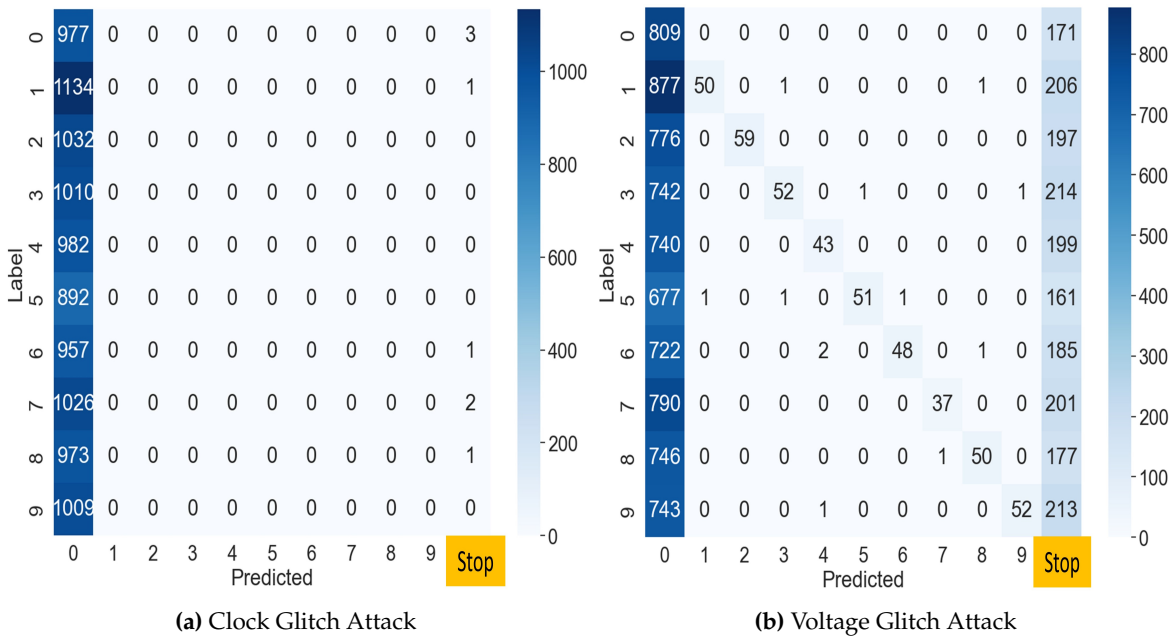 0 977 0 0 0 0 0 0 0 0 0 3
1 1134 0 0 0 0 0 0 0 0 0 1
2 1032 0 0 0 0 0 0 0 0 0 0
3 1010 0 0 0 0 0 0 0 0 0 0
4 982 0 0 0 0 0 0 0 0 0 0
5 892 0 0 0 0 0 0 0 0 0 0
6 957 0 0 0 0 0 0 0 0 0 1
7 1026 0 0 0 0 0 0 0 0 0 2
8 973 0 0 0 0 0 0 0 0 0 1
9 1009 0 0 0 0 0 0 0 0 0 0
Label
0 1 2 3 4 5 6 7 8 9 Stop
Predicted
1000
800
600
400
200
0
(a) Clock Glitch Attack
0 809 0 0 0 0 0 0 0 0 0 171
1 877 50 0 1 0 0 0 0 1 0 206
2 776 0 59 0 0 0 0 0 0 0 197
3 742 0 0 52 0 1 0 0 0 1 214
4 740 0 0 0 43 0 0 0 0 0 199
5 677 1 0 1 0 51 1 0 0 0 161
6 722 0 0 0 2 0 48 0 1 0 185
7 790 0 0 0 0 0 0 37 0 0 201
8 746 0 0 0 0 0 0 1 50 0 177
9 743 0 0 0 1 0 0 0 0 52 213
Label
0 1 2 3 4 5 6 7 8 9 Stop
Predicted
800
700
600
500
400
300
200
100
0
(b) Voltage Glitch Attack